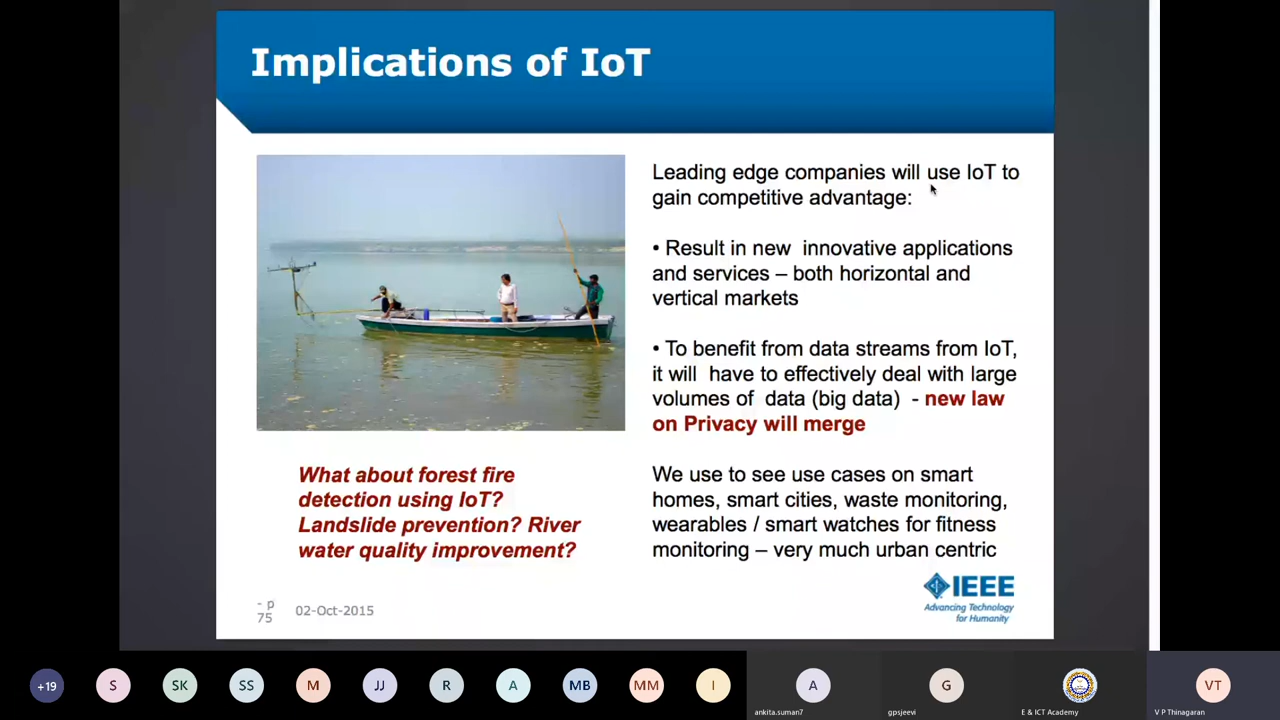 Implications of IoT
Leading edge companies will use IoT to
gain competitive advantage:
• Result in new innovative applications
and services – both horizontal and
vertical markets
• To benefit from data streams from IoT,
it will have to effectively deal with large
volumes of data (big data) - new law
on Privacy will merge
What about forest fire
detection using IoT?
Landslide prevention? River
water quality improvement?
We use to see use cases on smart
homes, smart cities, waste monitoring,
wearables / smart watches for fitness
monitoring – very much urban centric
- p
75
02-Oct-2015
IEEE
Advancing Technology
for Humanity
+19
S
SK
SS
M
JJ
R
A
MB
MM
I
A
G
VT
ankita.suman7
gpsjeevi
E & ICT Academy
V P Thinagaran